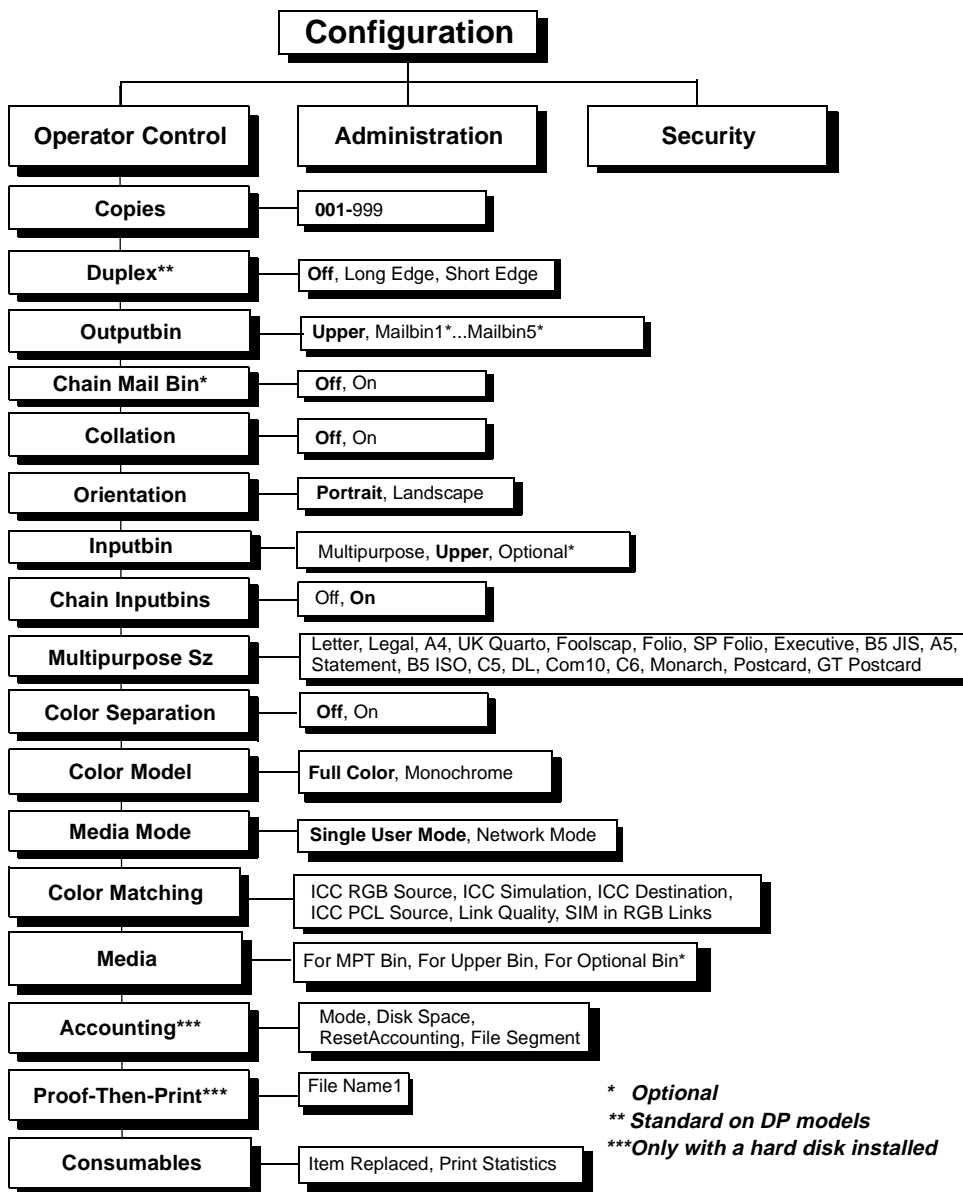 Configuration
Operator Control
Administration
Security
Copies
001-999
Duplex**
Off, Long Edge, Short Edge
Outputbin
Upper, Mailbin1*...Mailbin5*
Chain Mail Bin*
Off, On
Collation
Off, On
Orientation
Portrait, Landscape
Inputbin
Multipurpose, Upper, Optional*
Chain Inputbins
Off, On
Multipurpose Sz
Letter, Legal, A4, UK Quarto, Foolscap, Folio, SP Folio, Executive, B5 JIS, A5,
Statement, B5 ISO, C5, DL, Com10, C6, Monarch, Postcard, GT Postcard
Color Separation
Off, On
Color Model
Full Color, Monochrome
Media Mode
Single User Mode, Network Mode
Color Matching
ICC RGB Source, ICC Simulation, ICC Destination,
ICC PCL Source, Link Quality, SIM in RGB Links
Media
For MPT Bin, For Upper Bin, For Optional Bin*
Accounting***
Mode, Disk Space,
ResetAccounting, File Segment
Proof-Then-Print***
File Name1
Consumables
Item Replaced, Print Statistics
* Optional
** Standard on DP models
***Only with a hard disk installed